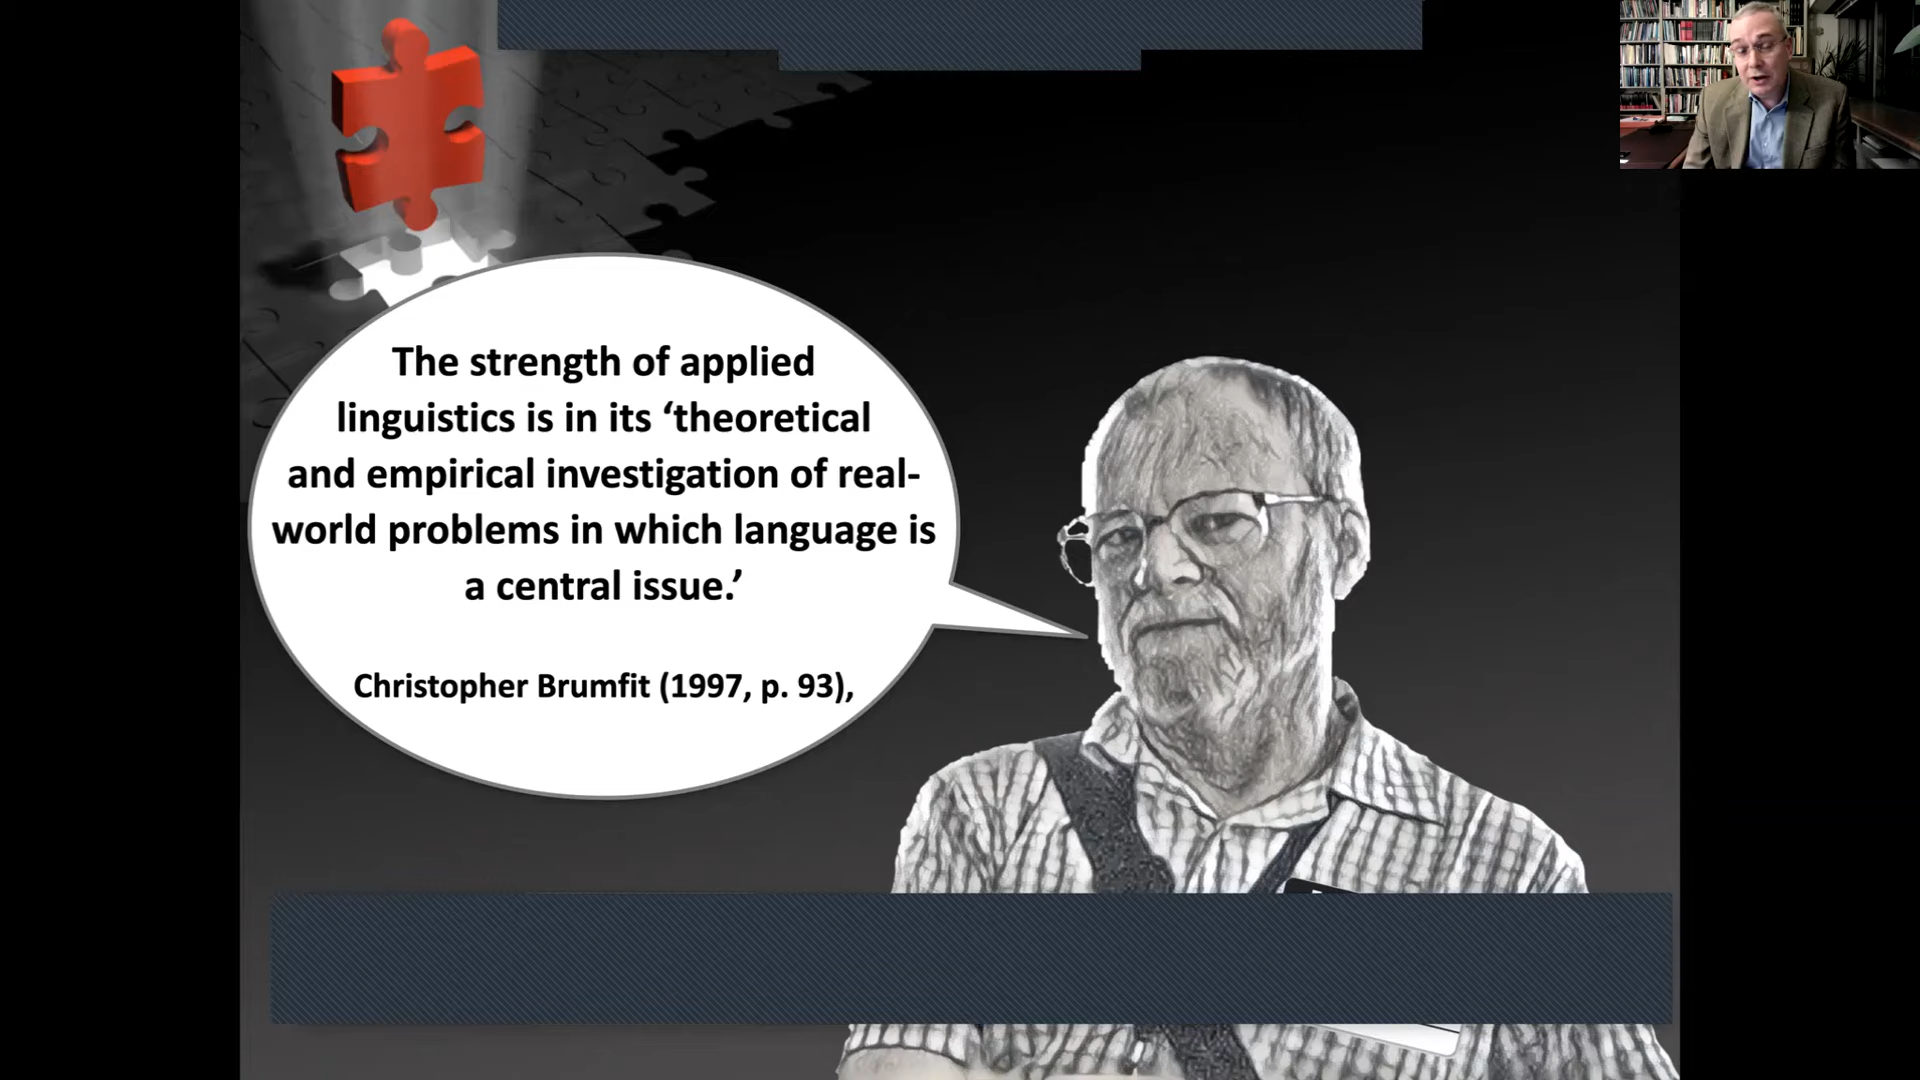 The strength of applied
linguistics is in its ‘theoretical
and empirical investigation of real-
world problems in which language is
a central issue.’
Christopher Brumfit (1997, p. 93),